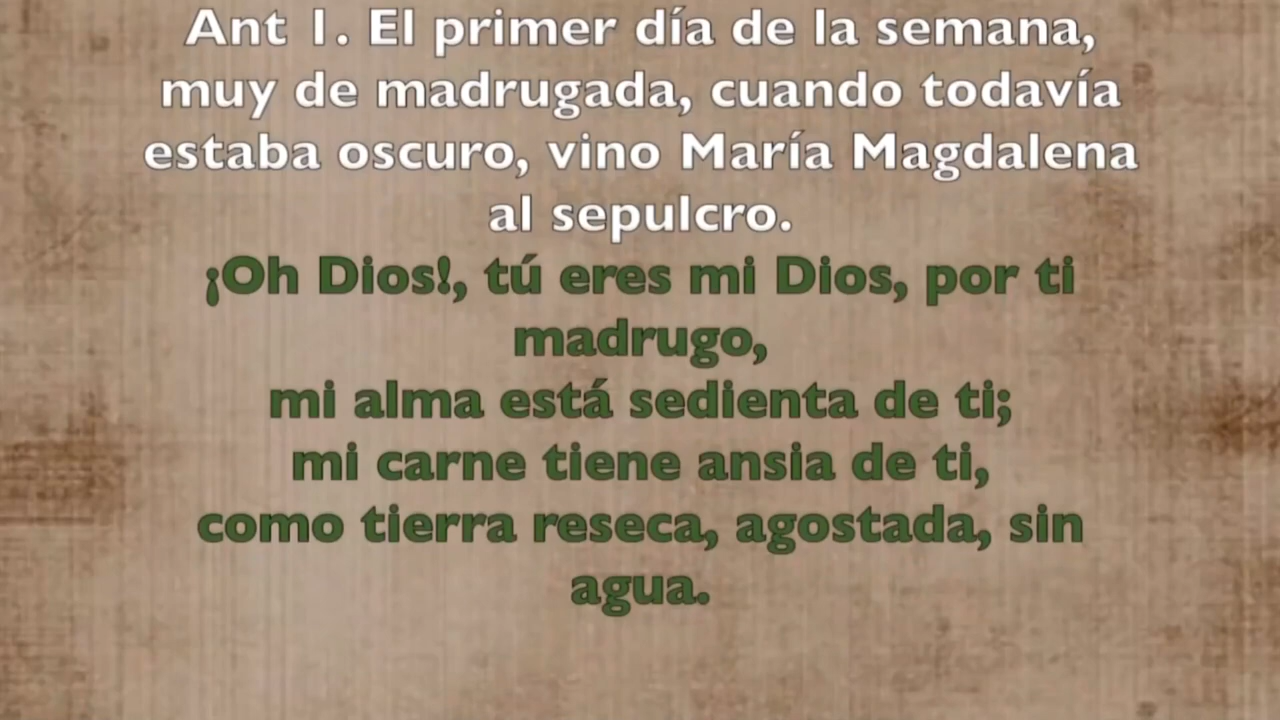 Ant 1. El primer día de la semana,
muy de madrugada, cuando todavía
estaba oscuro, vino María Magdalena
al sepulcro.
¡Oh Dios!, tú eres mi Dios, por ti
madrugo,
mi alma está sedienta de ti;
mi carne tiene ansia de ti,
como tierra reseca, agostada, sin
agua.